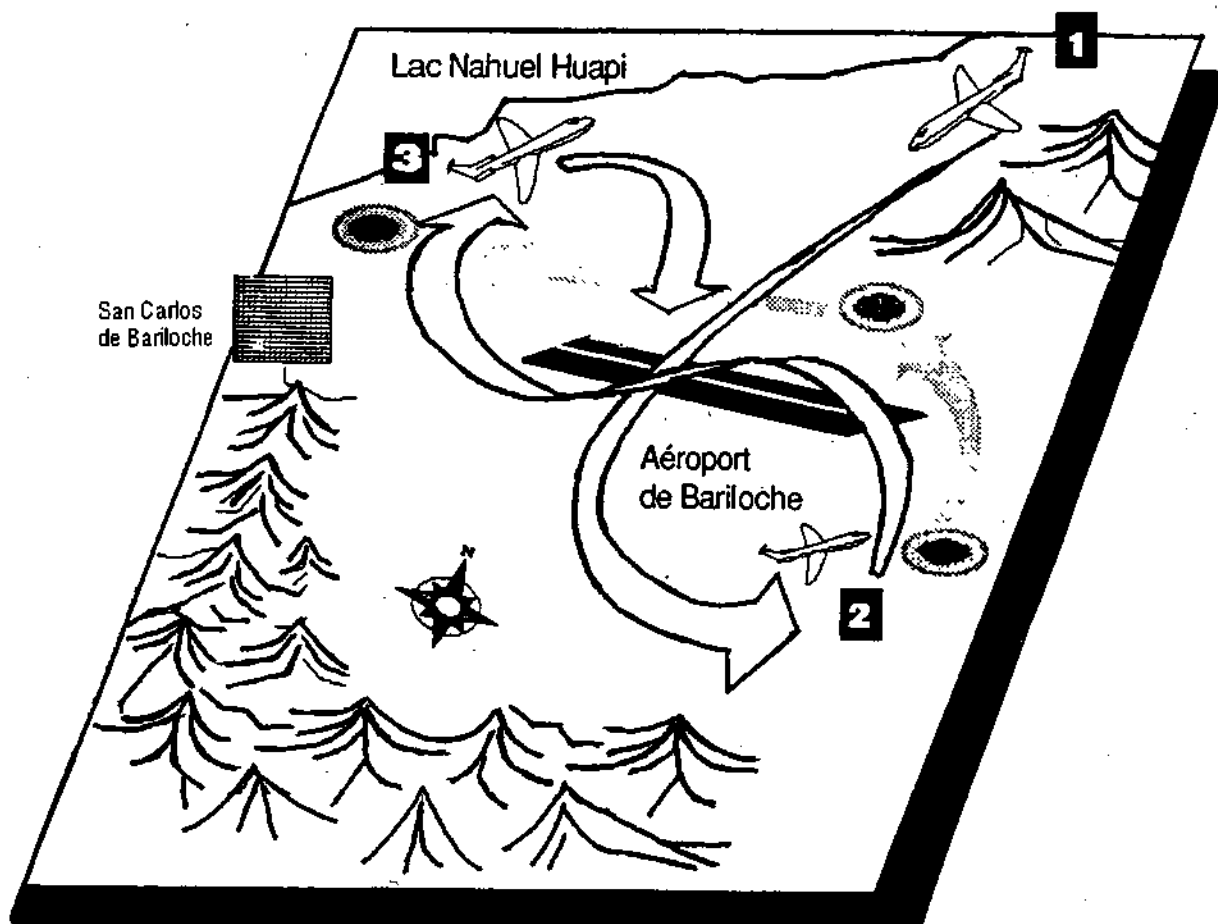 1
Lac Nahuel Huapi
3
San Carlos
de Bariloche
Aéroport
de Bariloche
N
2